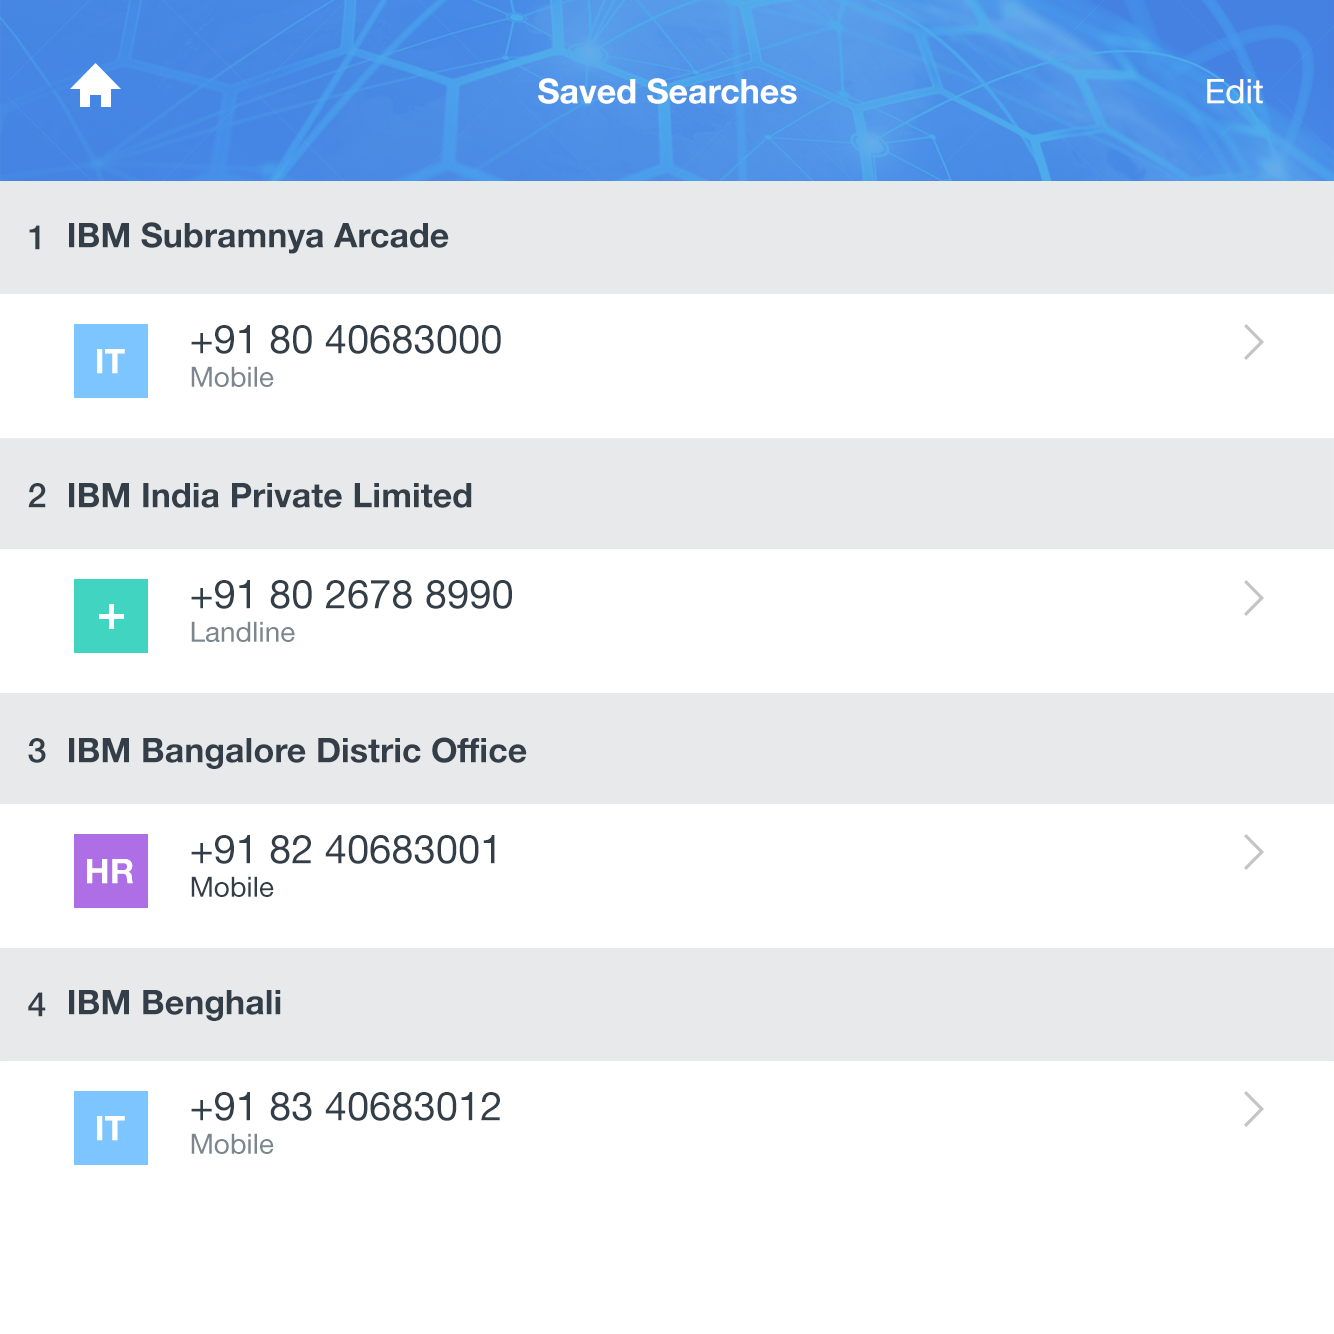 Saved Searches
Edit
1 IBM Subramnya Arcade
IT
+91 80 40683000
Mobile
2 IBM India Private Limited
+
+91 80 2678 8990
Landline
3 IBM Bangalore Distric Office
HR
+91 82 40683001
Mobile
4 IBM Benghali
IT
+91 83 40683012
Mobile